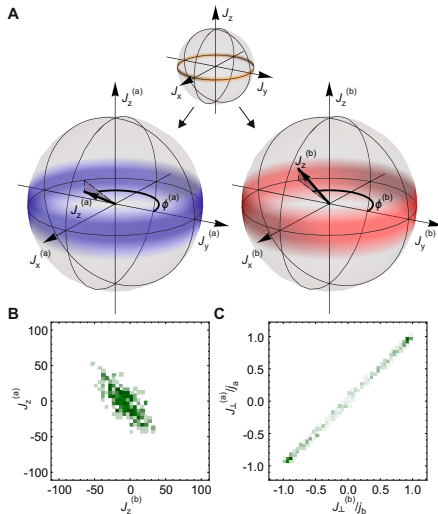 A
J_z
J_x
J_y
J_z^(a)
J_z^(b)
J_z^(a)
ϕ^(a)
J_z^(b)
ϕ^(b)
J_x^(a)
J_y^(a)
J_x^(b)
J_y^(b)
B
C
100
50
0
-50
-100
J_z^(a)
-100 -50 0 50 100
J_z^(b)
1.0
0.5
0.0
-0.5
-1.0
J_⊥^(a)/j_a
-1.0 -0.5 0.0 0.5 1.0
J_⊥^(b)/j_b